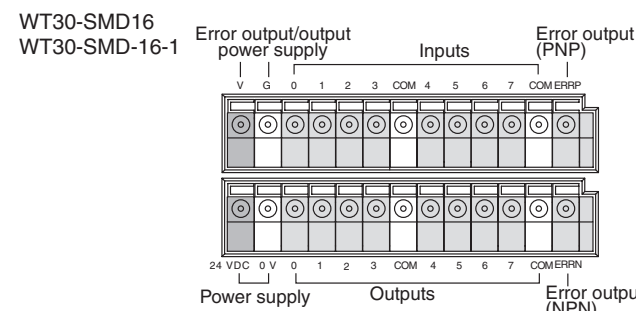 WT30-SMD16
WT30-SMD-16-1
Error output/output
power supply
Inputs
Error output
(PNP)
V G 0 1 2 3 COM 4 5 6 7 COM ERRP
24 VDC 0 V 0 1 2 3 COM 4 5 6 7 COM ERRN
Power supply
Outputs
Error outpu
(NPN)